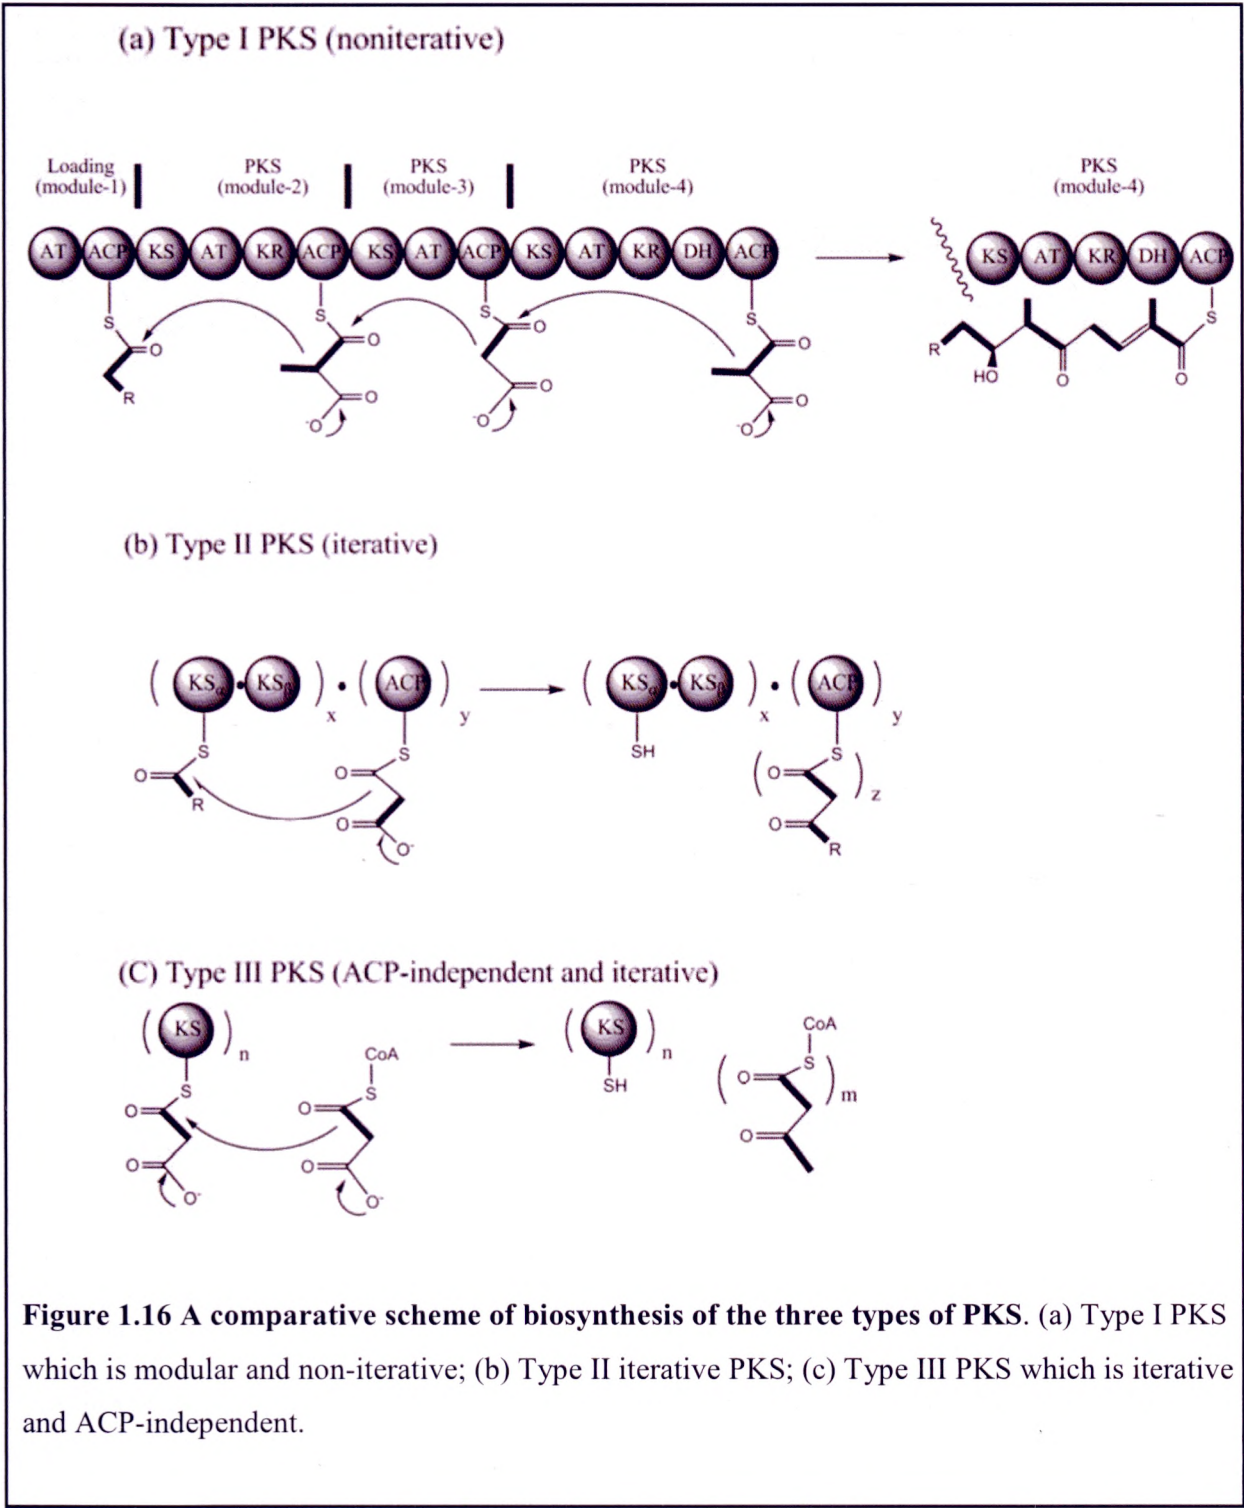 (a) Type I PKS (noniterative)
Loading PKS PKS PKS PKS
(module-1) (module-2) (module-3) (module-4) (module-4)
AT ACP KS AT KR ACP KS AT ACP KS AT KR DH ACP KS AT KR DH ACP
S S S S S
O O O O R
O O O O HO O O
R -O -O -O
(b) Type II PKS (iterative)
( KSα • KSβ )x • ( ACP )y ( KSα • KSβ )x • ( ACP )y
S S SH S
O R O ( O )z
O O- O R
(C) Type III PKS (ACP-independent and iterative)
( KS )n CoA ( KS )n CoA
S S SH S
O O ( O )m
O O- O O- O
Figure 1.16 A comparative scheme of biosynthesis of the three types of PKS. (a) Type I PKS
which is modular and non-iterative; (b) Type II iterative PKS; (c) Type III PKS which is iterative
and ACP-independent.